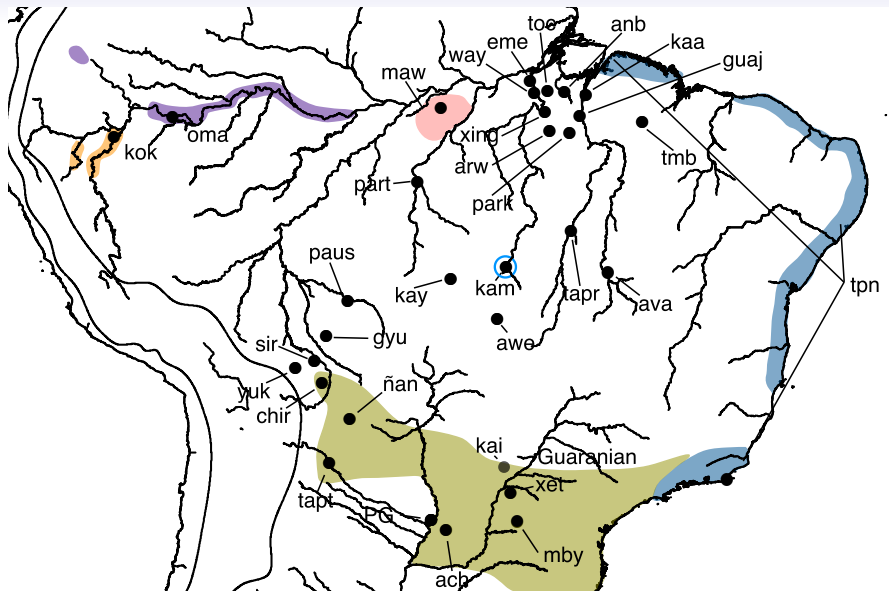 toc
anb
eme
kaa
way
guaj
maw
xing
oma
kok
arw
tmb
part
park
paus
kam
tapr
tpn
kay
ava
gyu
awe
sir
yuk
ñan
chir
kai
Guaranian
xet
tapt
PG
mby
ach